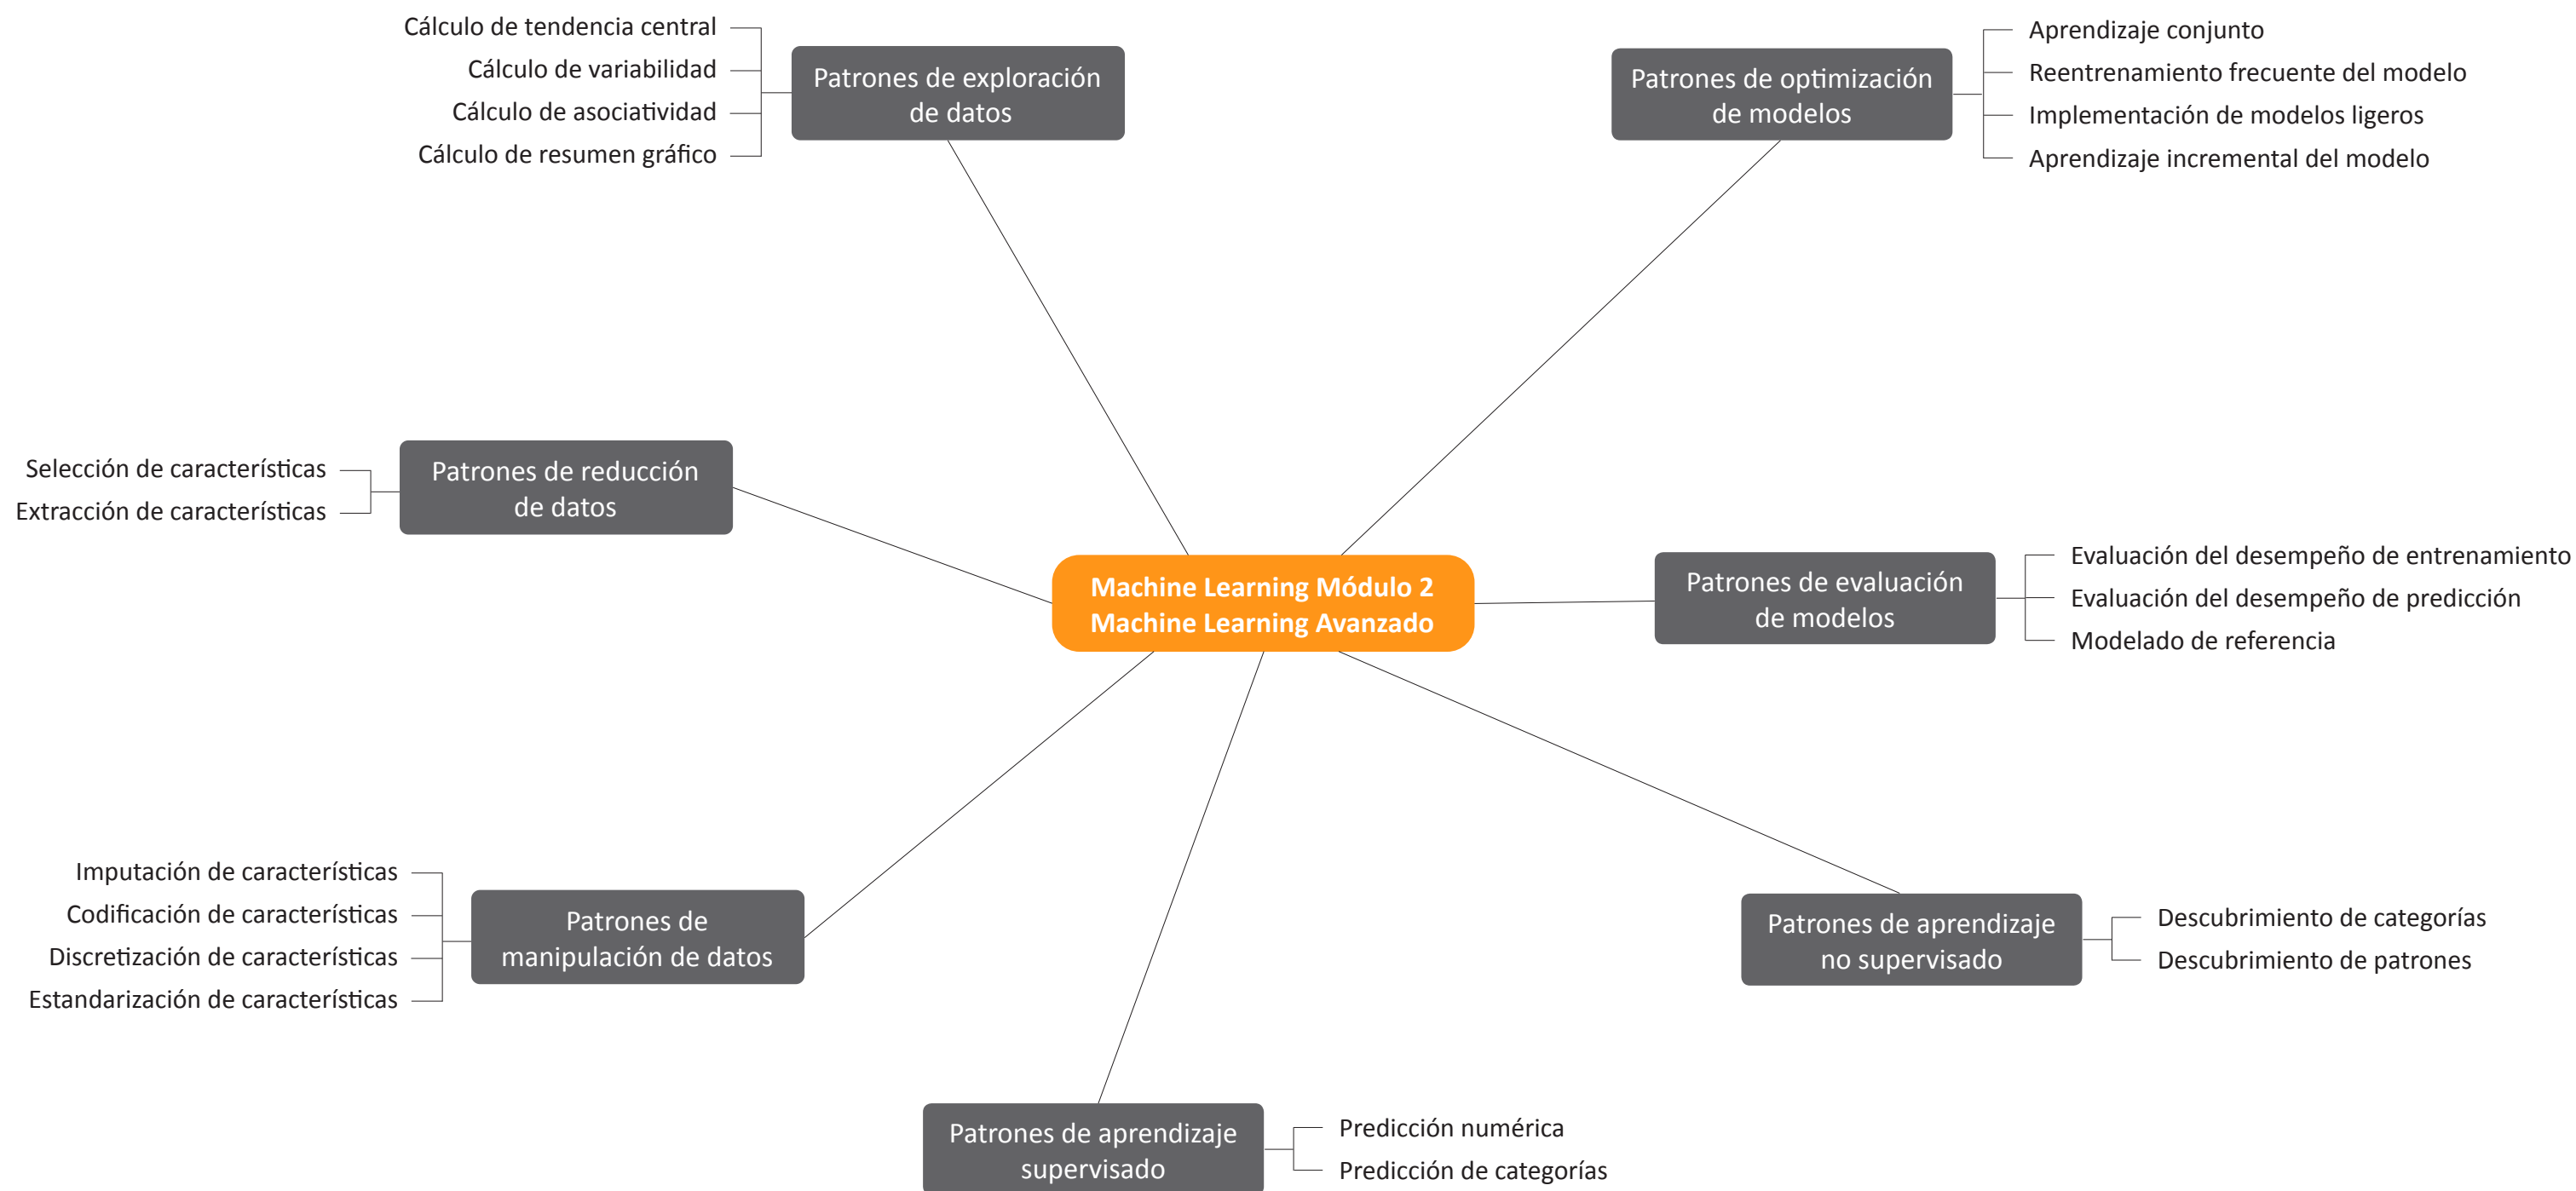 Cálculo de tendencia central
Cálculo de variabilidad
Cálculo de asociatividad
Cálculo de resumen gráfico
Patrones de exploración
de datos
Patrones de optimización
de modelos
Aprendizaje conjunto
Reentrenamiento frecuente del modelo
Implementación de modelos ligeros
Aprendizaje incremental del modelo
Selección de características
Extracción de características
Patrones de reducción
de datos
Machine Learning Módulo 2
Machine Learning Avanzado
Patrones de evaluación
de modelos
Evaluación del desempeño de entrenamiento
Evaluación del desempeño de predicción
Modelado de referencia
Imputación de características
Codificación de características
Discretización de características
Estandarización de características
Patrones de
manipulación de datos
Patrones de aprendizaje
no supervisado
Descubrimiento de categorías
Descubrimiento de patrones
Patrones de aprendizaje
supervisado
Predicción numérica
Predicción de categorías